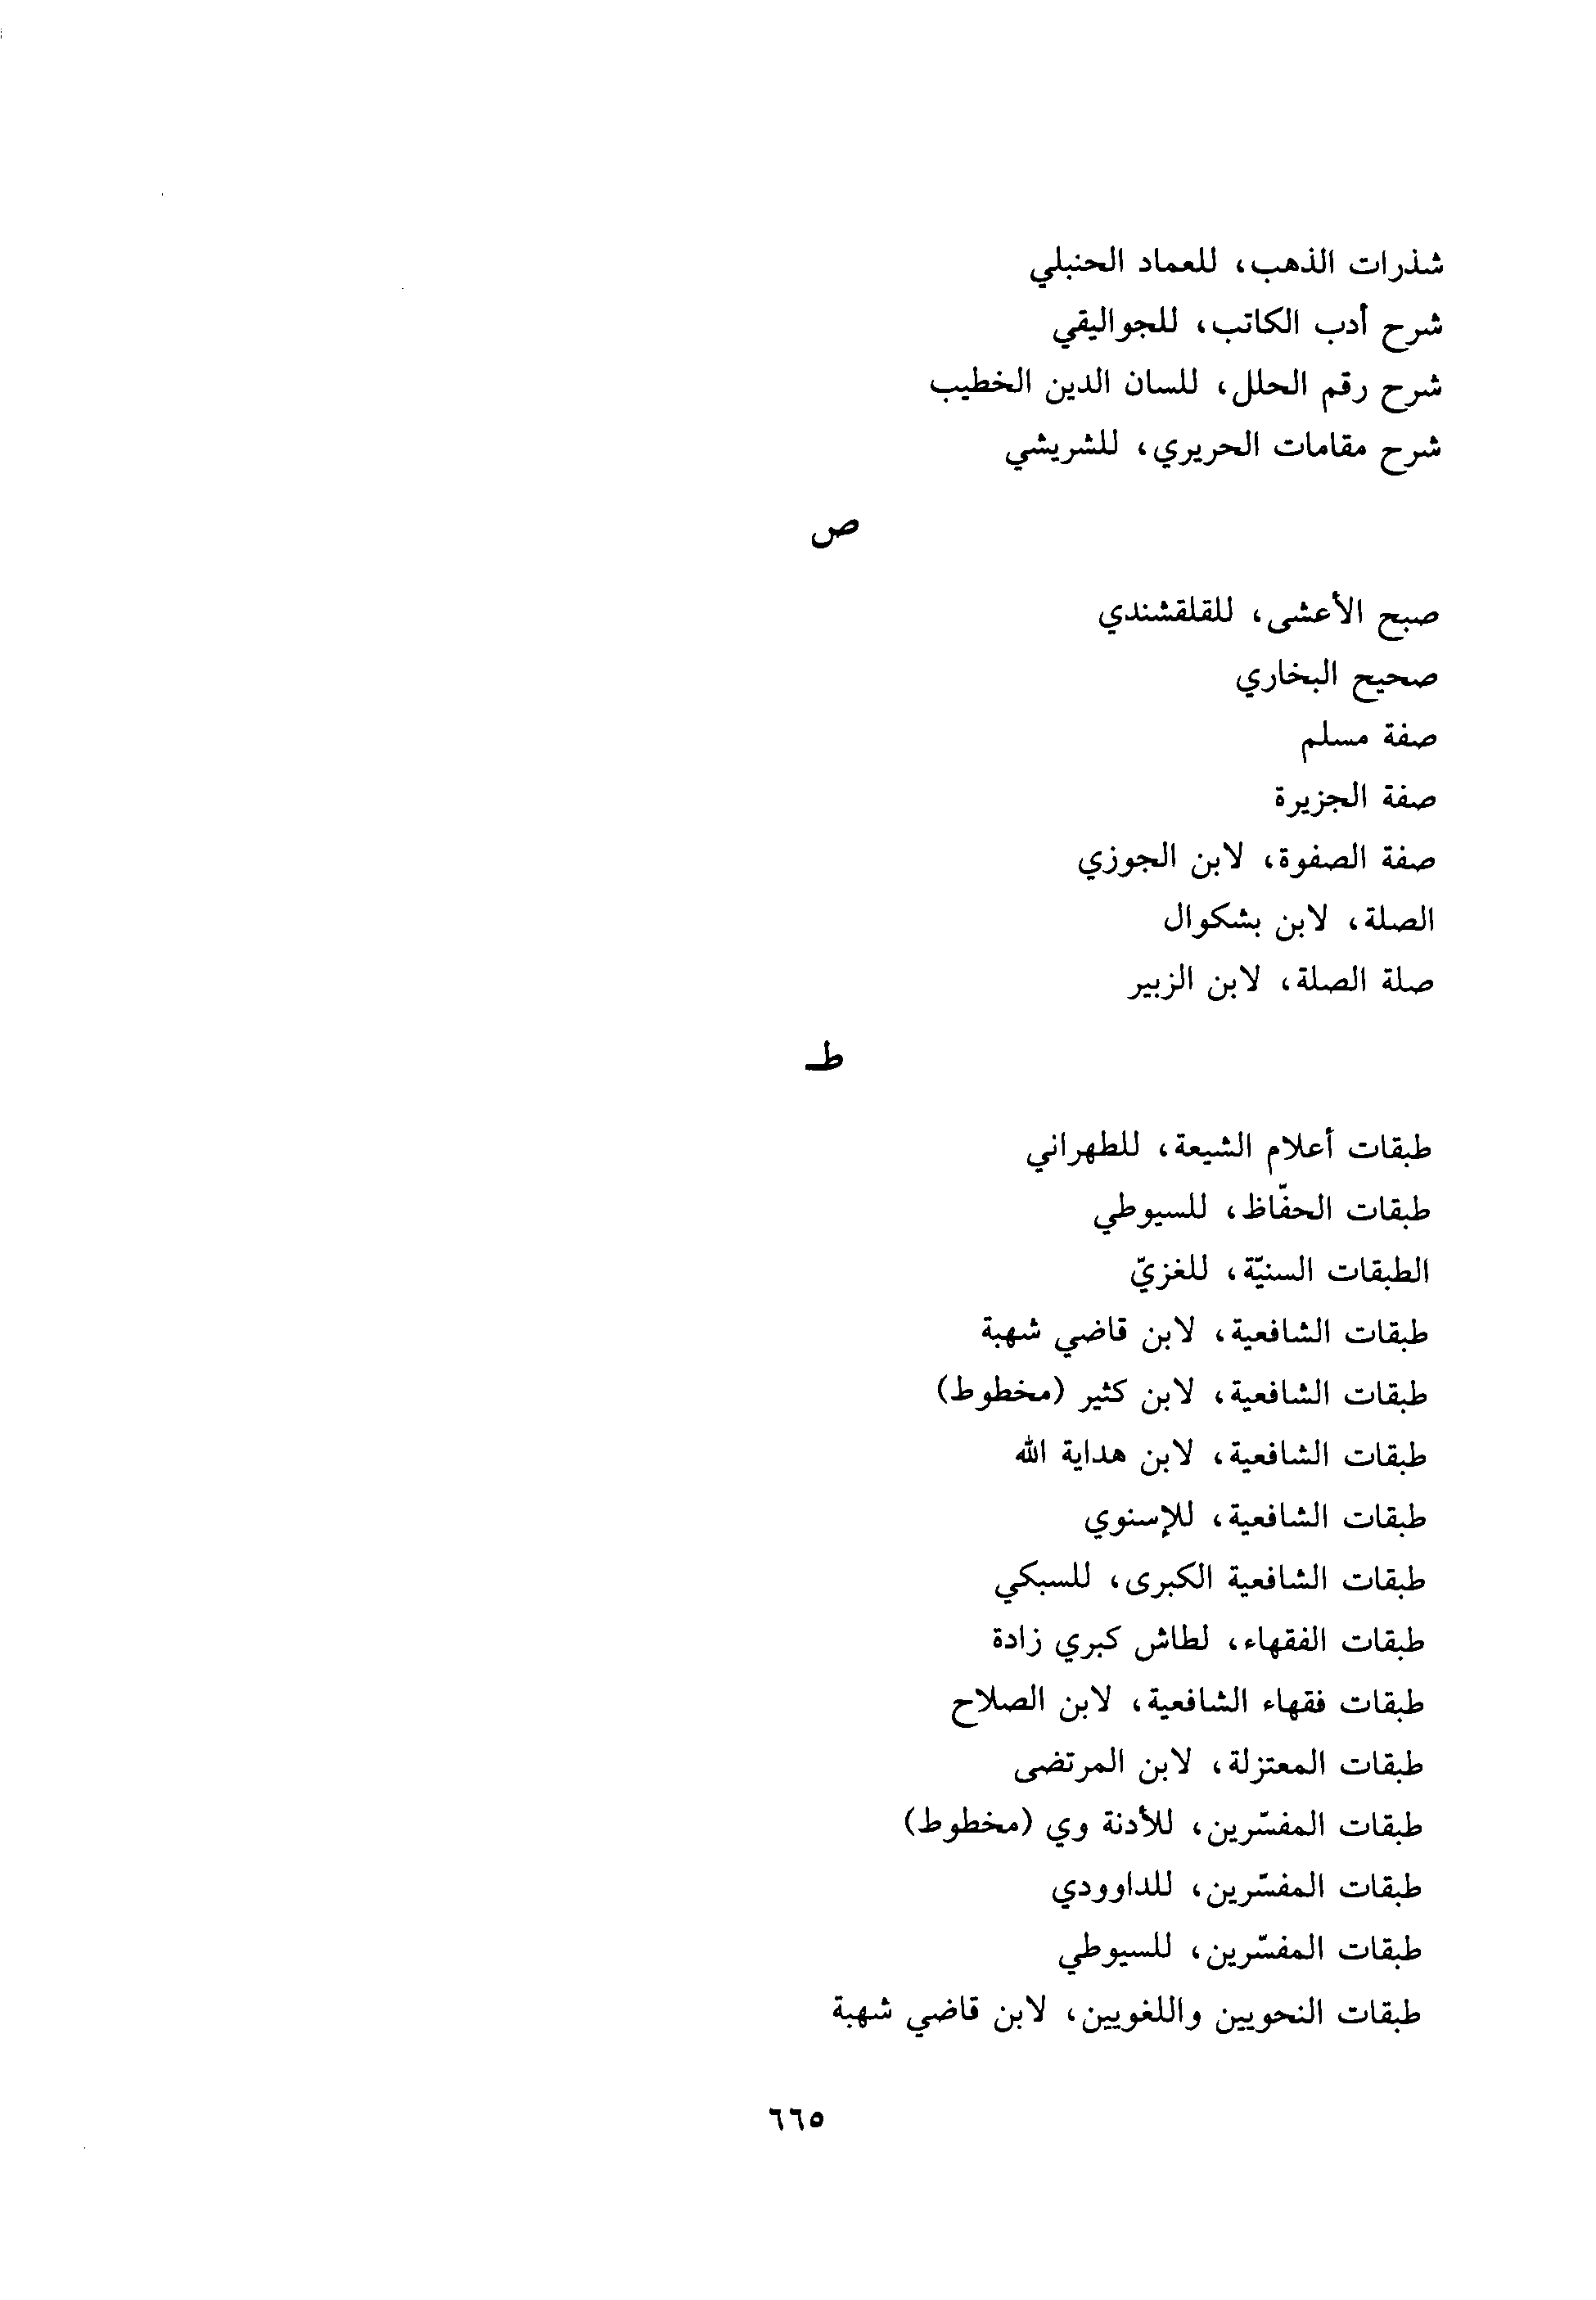 شذرات الذهب، للعماد الحنبلي
شرح أدب الكاتب، للجواليقي
شرح رقم الحلل، للسان الدين الخطيب
شرح مقامات الحريري، للشريشي
ص
صبح الأعشى، للقلقشندي
صحيح البخاري
صفة مسلم
صفة الجزيرة
صفة الصفوة، لابن الجوزي
الصلة، لابن بشكوال
صلة الصلة، لابن الزبير
طـ
طبقات أعلام الشيعة، للطهراني
طبقات الحفّاظ، للسيوطي
الطبقات السنيّة، للغزيّ
طبقات الشافعية، لابن قاضي شهبة
طبقات الشافعية، لابن كثير (مخطوط)
طبقات الشافعية، لابن هداية الله
طبقات الشافعية، للإسنوي
طبقات الشافعية الكبرى، للسبكي
طبقات الفقهاء، لطاش كبري زادة
طبقات فقهاء الشافعية، لابن الصلاح
طبقات المعتزلة، لابن المرتضى
طبقات المفسّرين، للأدنة وي (مخطوط)
طبقات المفسّرين، للداوودي
طبقات المفسّرين، للسيوطي
طبقات النحويين واللغويين، لابن قاضي شهبة
٦٦٥